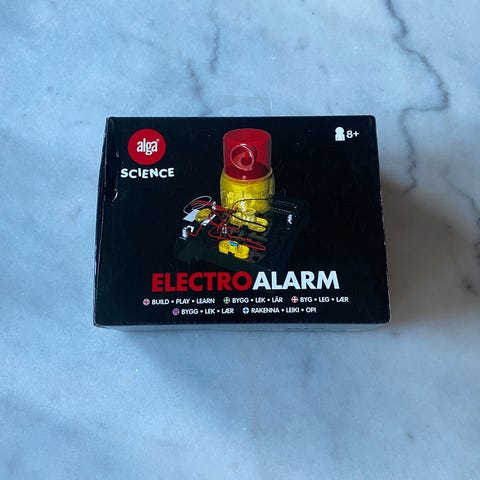 alga
SCIENCE
8+
ELECTROALARM
BUILD • PLAY • LEARN BYGG • LEK • LÄR BYG • LEG • LÆR
BYGG • LEK • LÆR RAKENNA • LEIKI • OPI